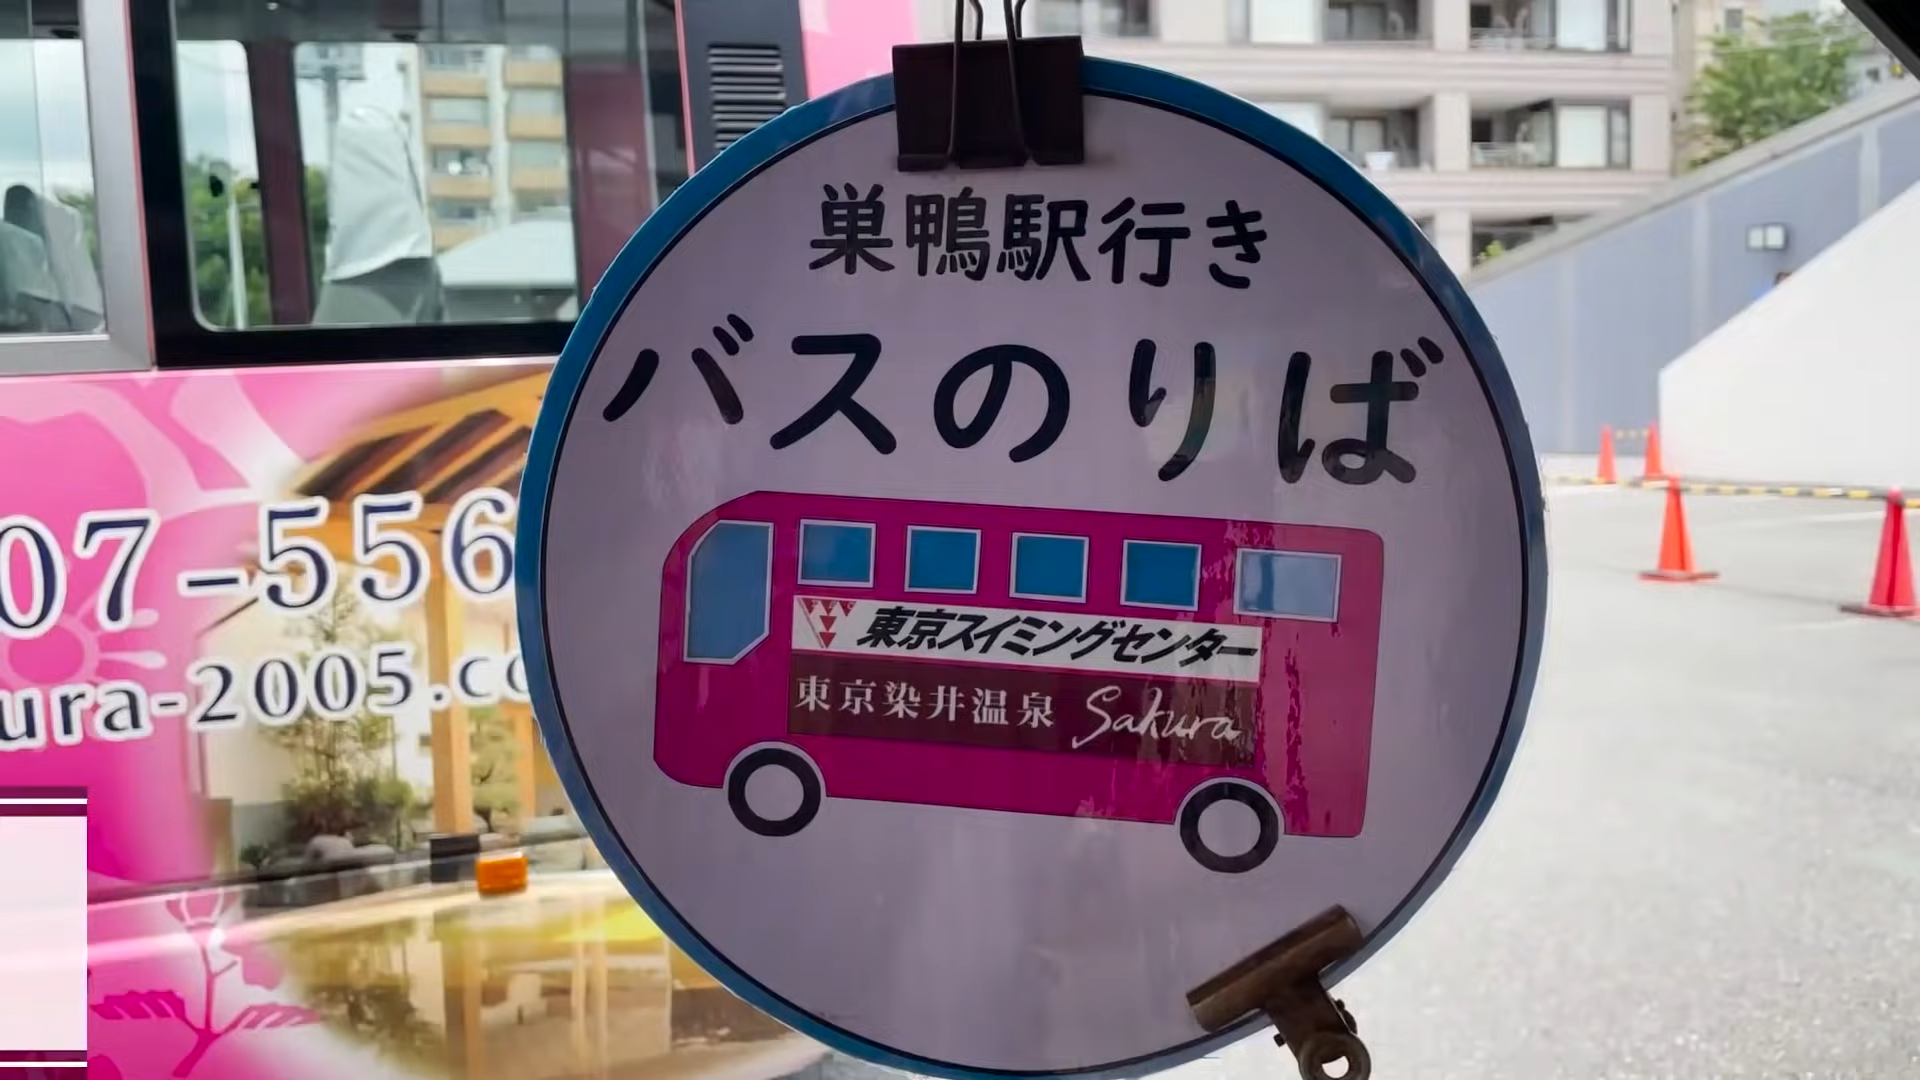 巣鴨駅行き
バスのりば
東京スイミングセンター
東京染井温泉 Sakura
07-556
ura-2005.co